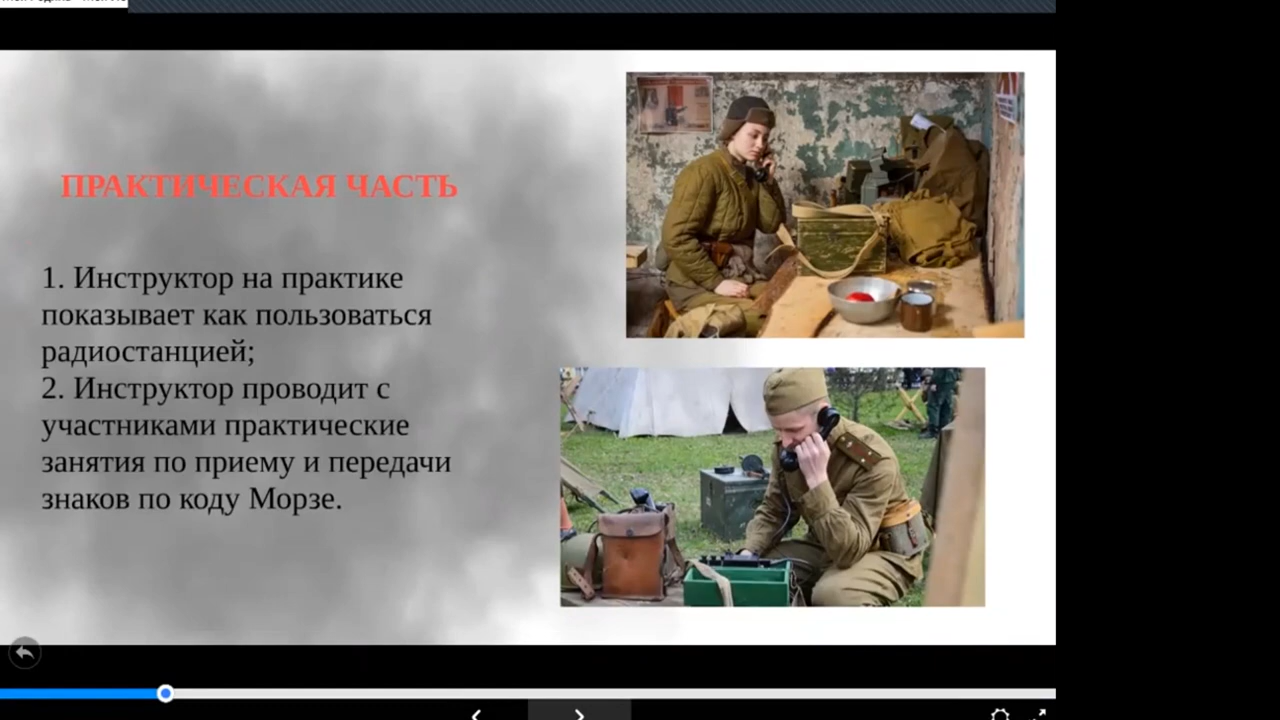 ПРАКТИЧЕСКАЯ ЧАСТЬ
1. Инструктор на практике
показывает как пользоваться
радиостанцией;
2. Инструктор проводит с
участниками практические
занятия по приему и передачи
знаков по коду Морзе.